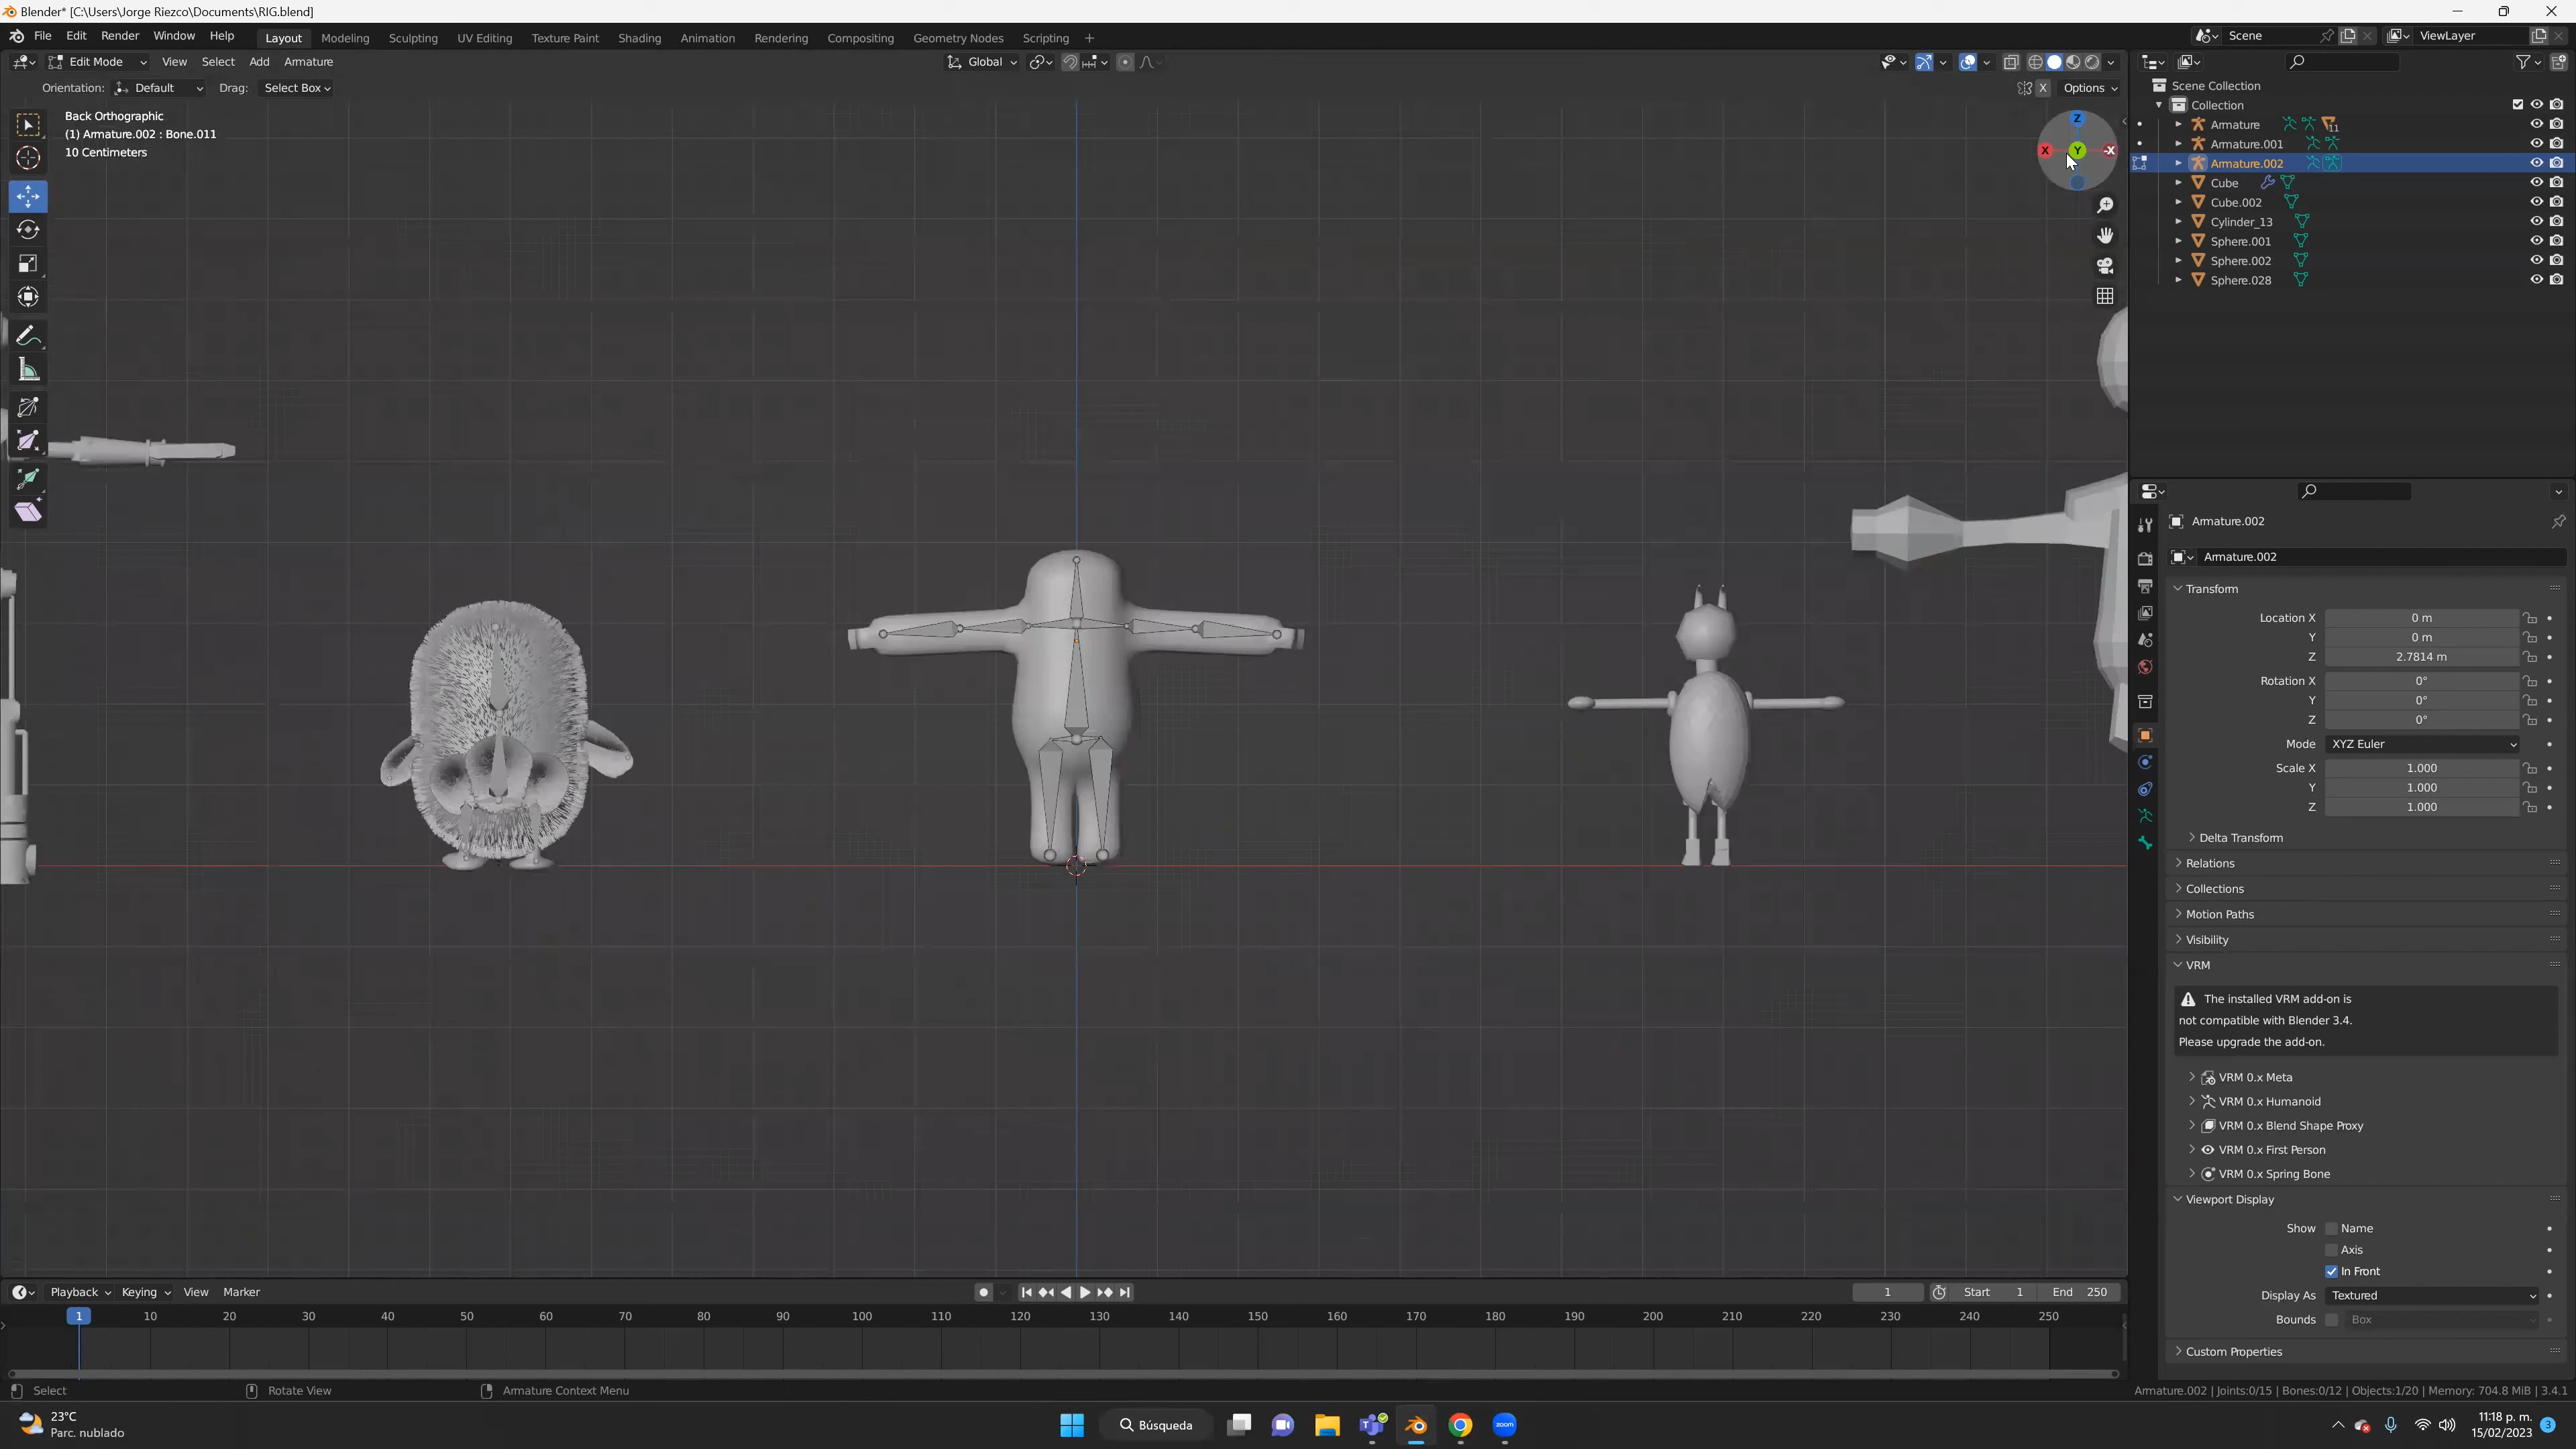 Blender* [C:\Users\Jorge Riezco\Documents\RIG.blend]
File Edit Render Window Help Layout Modeling Sculpting UV Editing Texture Paint Shading Animation Rendering Compositing Geometry Nodes Scripting + Scene ViewLayer
Edit Mode View Select Add Armature Global
Orientation: Default Drag: Select Box X Options
Back Orthographic
(1) Armature.002 : Bone.011
10 Centimeters
Z
X Y -X
Scene Collection
Collection
Armature 11
Armature.001
Armature.002
Cube
Cube.002
Cylinder_13
Sphere.001
Sphere.002
Sphere.028
Armature.002
Armature.002
Transform
Location X 0 m
Y 0 m
Z 2.7814 m
Rotation X 0°
Y 0°
Z 0°
Mode XYZ Euler
Scale X 1.000
Y 1.000
Z 1.000
Delta Transform
Relations
Collections
Motion Paths
Visibility
VRM
The installed VRM add-on is
not compatible with Blender 3.4.
Please upgrade the add-on.
VRM 0.x Meta
VRM 0.x Humanoid
VRM 0.x Blend Shape Proxy
VRM 0.x First Person
VRM 0.x Spring Bone
Viewport Display
Show Name
Axis
In Front
Display As Textured
Bounds Box
Custom Properties
Playback Keying View Marker 1 Start 1 End 250
1 10 20 30 40 50 60 70 80 90 100 110 120 130 140 150 160 170 180 190 200 210 220 230 240 250
Select Rotate View Armature Context Menu
Armature.002 | Joints:0/15 | Bones:0/12 | Objects:1/20 | Memory: 704.8 MiB | 3.4.1
23°C
Parc. nublado
Búsqueda
zoom
11:18 p. m.
15/02/2023
3